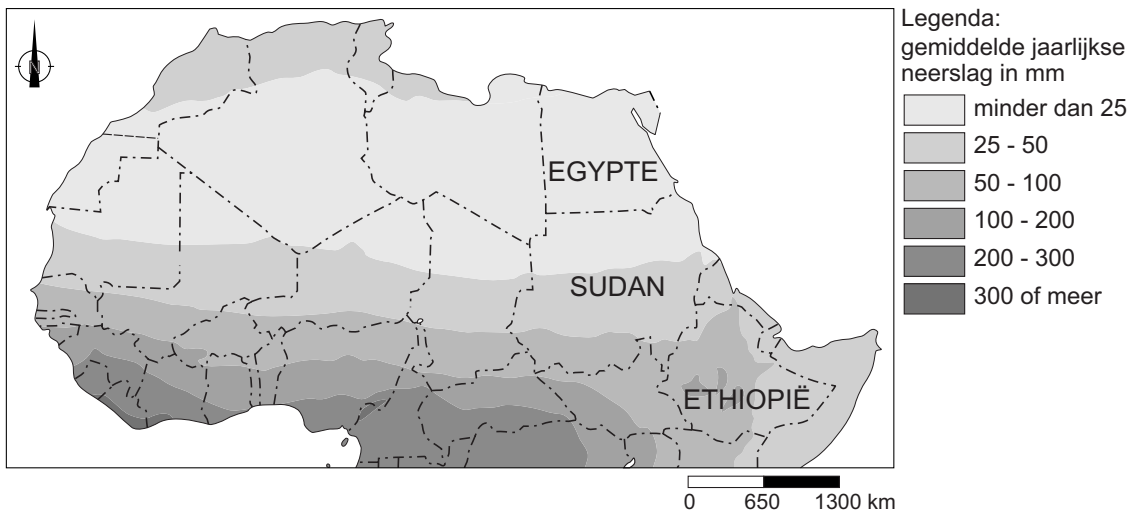 N
EGYPTE
SUDAN
ETHIOPIË
Legenda:
gemiddelde jaarlijkse
neerslag in mm
minder dan 25
25 - 50
50 - 100
100 - 200
200 - 300
300 of meer
0 650 1300 km